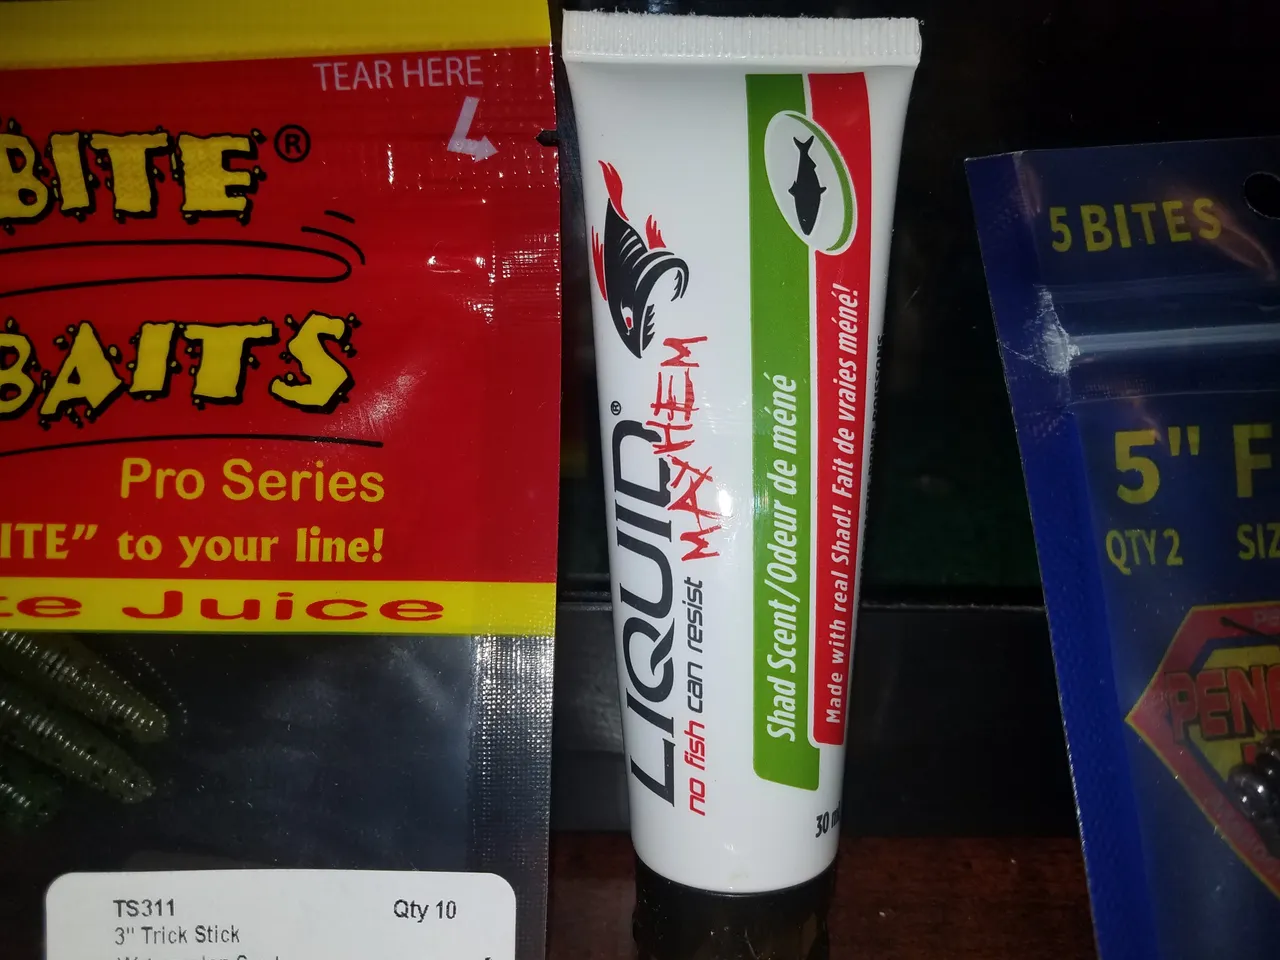 TEAR HERE
BITE®
BAITS
Pro Series
to your line!
Juice
TS311 Qty 10
3" Trick Stick
LIQUID®
MAYHEM
no fish can resist
Shad Scent/Odeur de méné
Made with real Shad! Fait de vraies méné!
30
5 BITES
5"
QTY 2